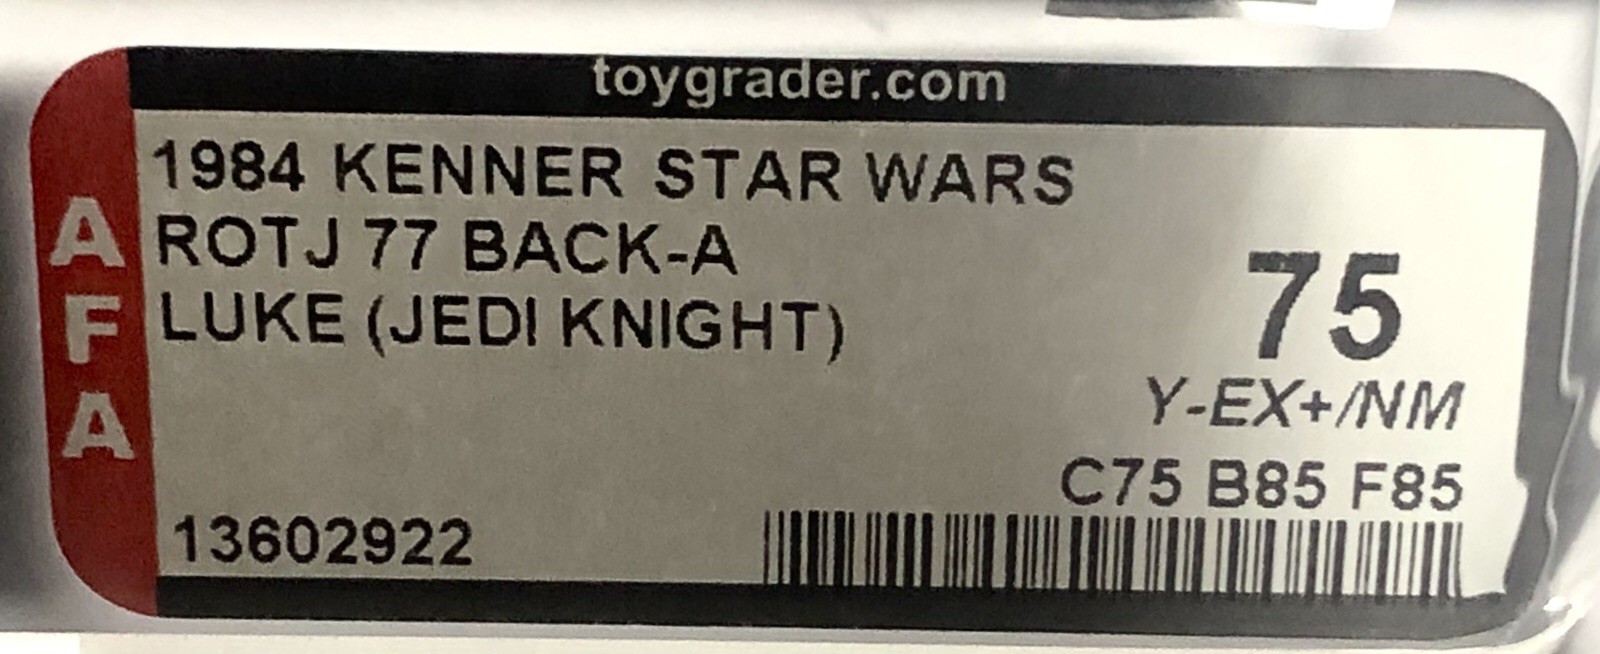 toygrader.com
AFA
1984 KENNER STAR WARS
ROTJ 77 BACK-A
LUKE (JEDI KNIGHT)
75
Y-EX+/NM
C75 B85 F85
13602922